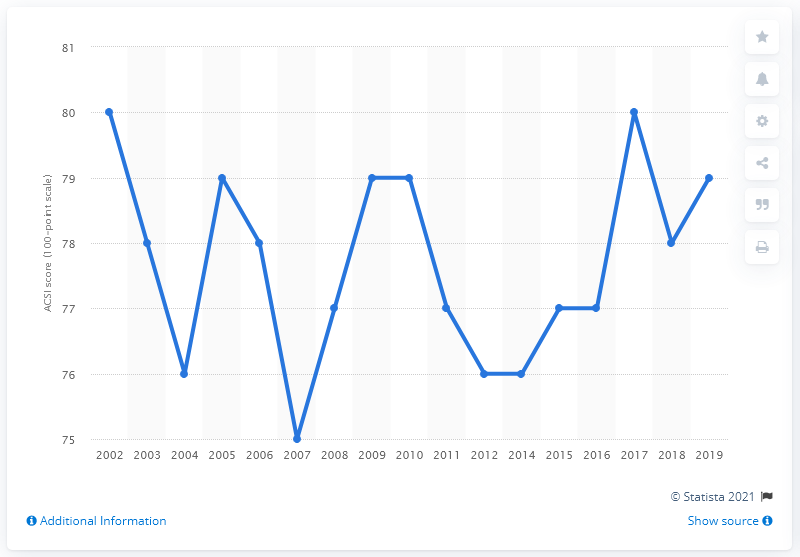 81
80
79
78
77
76
75
ACSI score (100-point scale)
2002 2003 2004 2005 2006 2007 2008 2009 2010 2011 2012 2014 2015 2016 2017 2018 2019
© Statista 2021
Additional Information
Show source